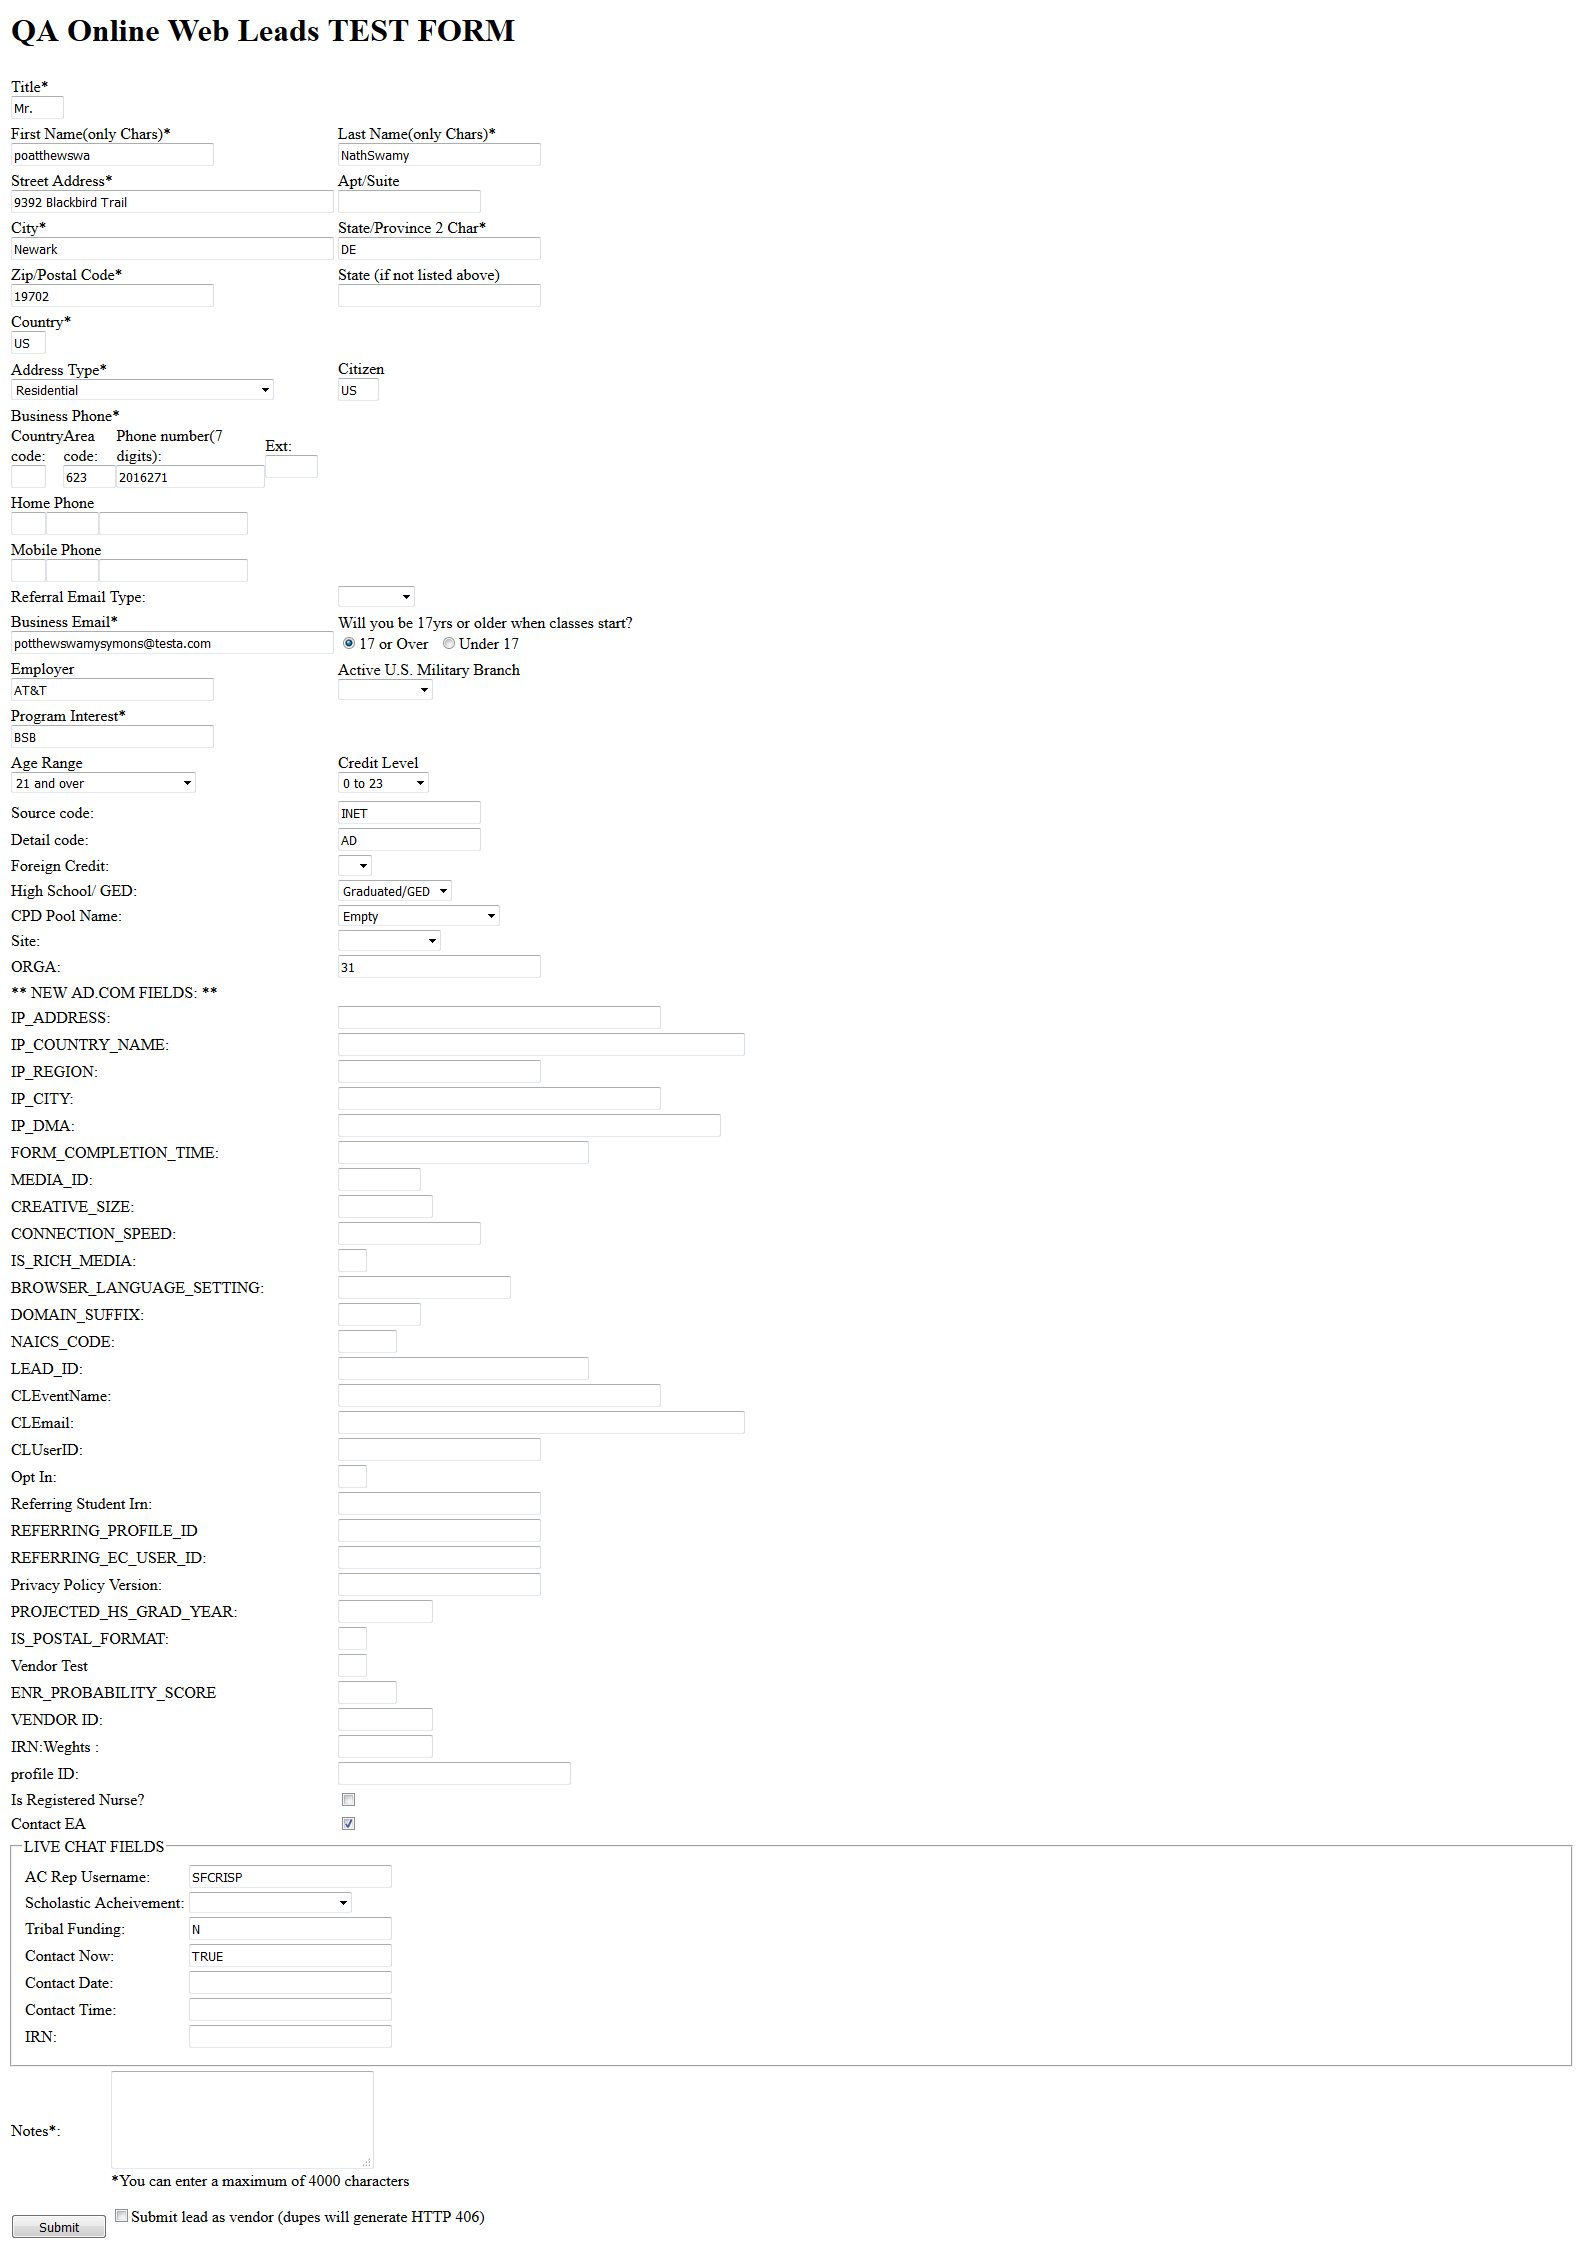 QA Online Web Leads TEST FORM
Title*
Mr.
First Name(only Chars)* Last Name(only Chars)*
poatthewswa NathSwamy
Street Address* Apt/Suite
9392 Blackbird Trail
City* State/Province 2 Char*
Newark DE
Zip/Postal Code* State (if not listed above)
19702
Country*
US
Address Type* Citizen
Residential US
Business Phone*
Country Area Phone number(7 Ext:
code: code: digits):
623 2016271
Home Phone
Mobile Phone
Referral Email Type:
Business Email* Will you be 17yrs or older when classes start?
potthewswamysymons@testa.com 17 or Over Under 17
Employer Active U.S. Military Branch
AT&T
Program Interest*
BSB
Age Range Credit Level
21 and over 0 to 23
Source code: INET
Detail code: AD
Foreign Credit:
High School/ GED: Graduated/GED
CPD Pool Name: Empty
Site:
ORGA: 31
** NEW AD.COM FIELDS: **
IP_ADDRESS:
IP_COUNTRY_NAME:
IP_REGION:
IP_CITY:
IP_DMA:
FORM_COMPLETION_TIME:
MEDIA_ID:
CREATIVE_SIZE:
CONNECTION_SPEED:
IS_RICH_MEDIA:
BROWSER_LANGUAGE_SETTING:
DOMAIN_SUFFIX:
NAICS_CODE:
LEAD_ID:
CLEventName:
CLEmail:
CLUserID:
Opt In:
Referring Student Irn:
REFERRING_PROFILE_ID
REFERRING_EC_USER_ID:
Privacy Policy Version:
PROJECTED_HS_GRAD_YEAR:
IS_POSTAL_FORMAT:
Vendor Test
ENR_PROBABILITY_SCORE
VENDOR ID:
IRN:Weghts :
profile ID:
Is Registered Nurse?
Contact EA
LIVE CHAT FIELDS
AC Rep Username: SFCRISP
Scholastic Acheivement:
Tribal Funding: N
Contact Now: TRUE
Contact Date:
Contact Time:
IRN:
Notes*:
*You can enter a maximum of 4000 characters
Submit Submit lead as vendor (dupes will generate HTTP 406)